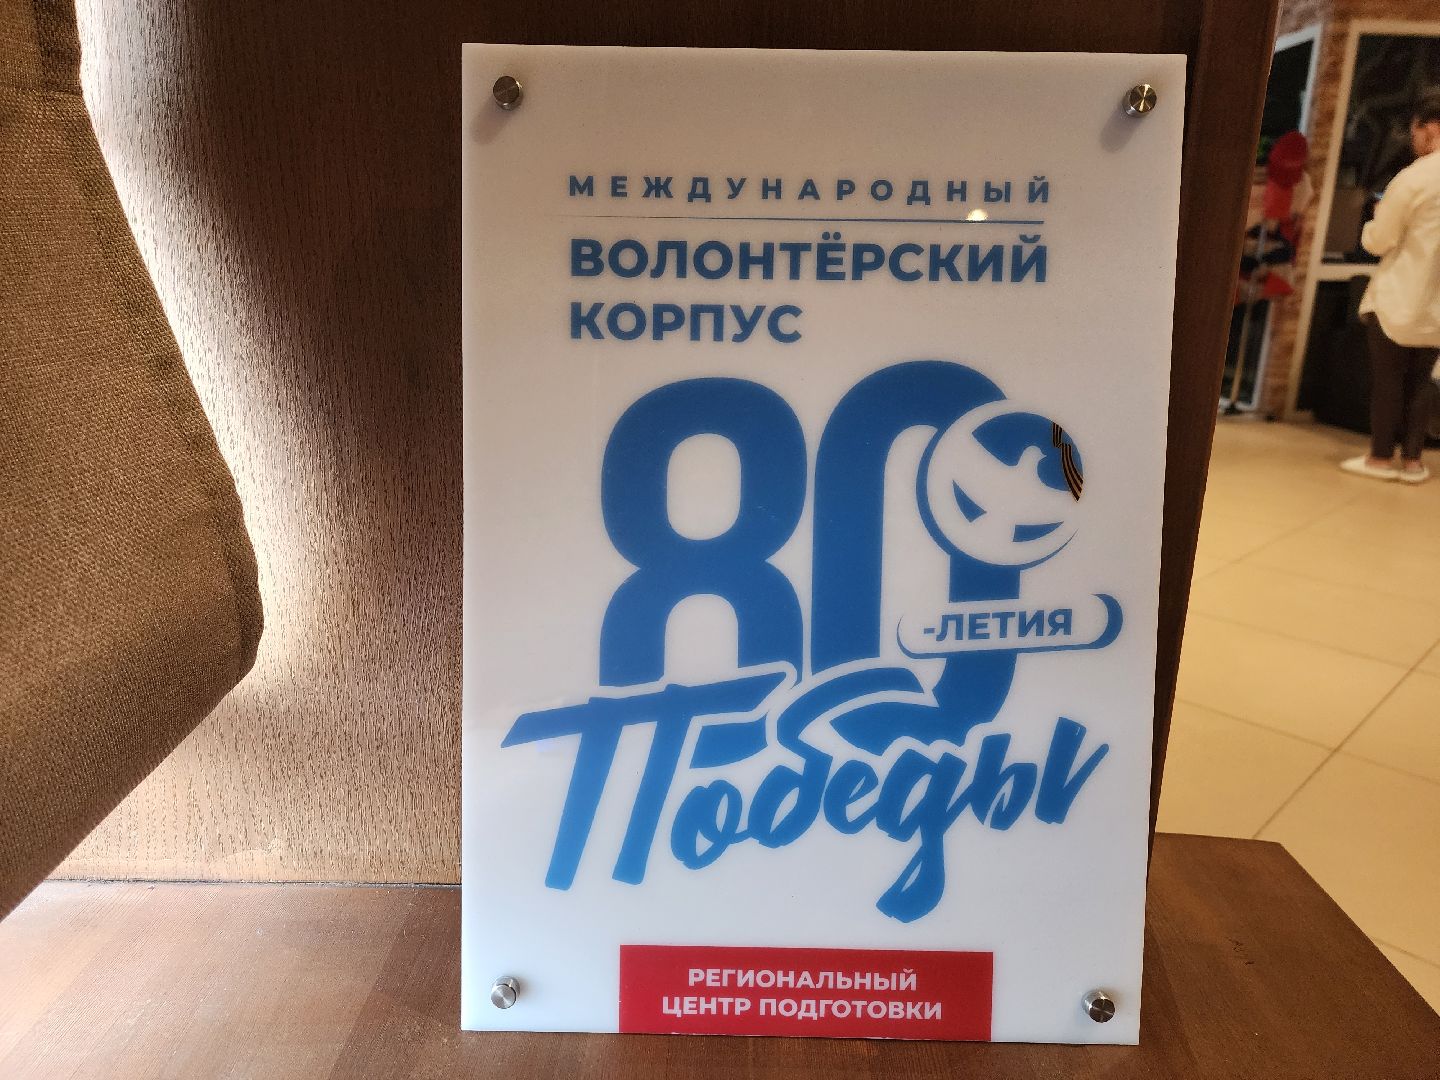 МЕЖДУНАРОДНЫЙ
ВОЛОНТЁРСКИЙ
КОРПУС
80
-ЛЕТИЯ
Победы
РЕГИОНАЛЬНЫЙ
ЦЕНТР ПОДГОТОВКИ